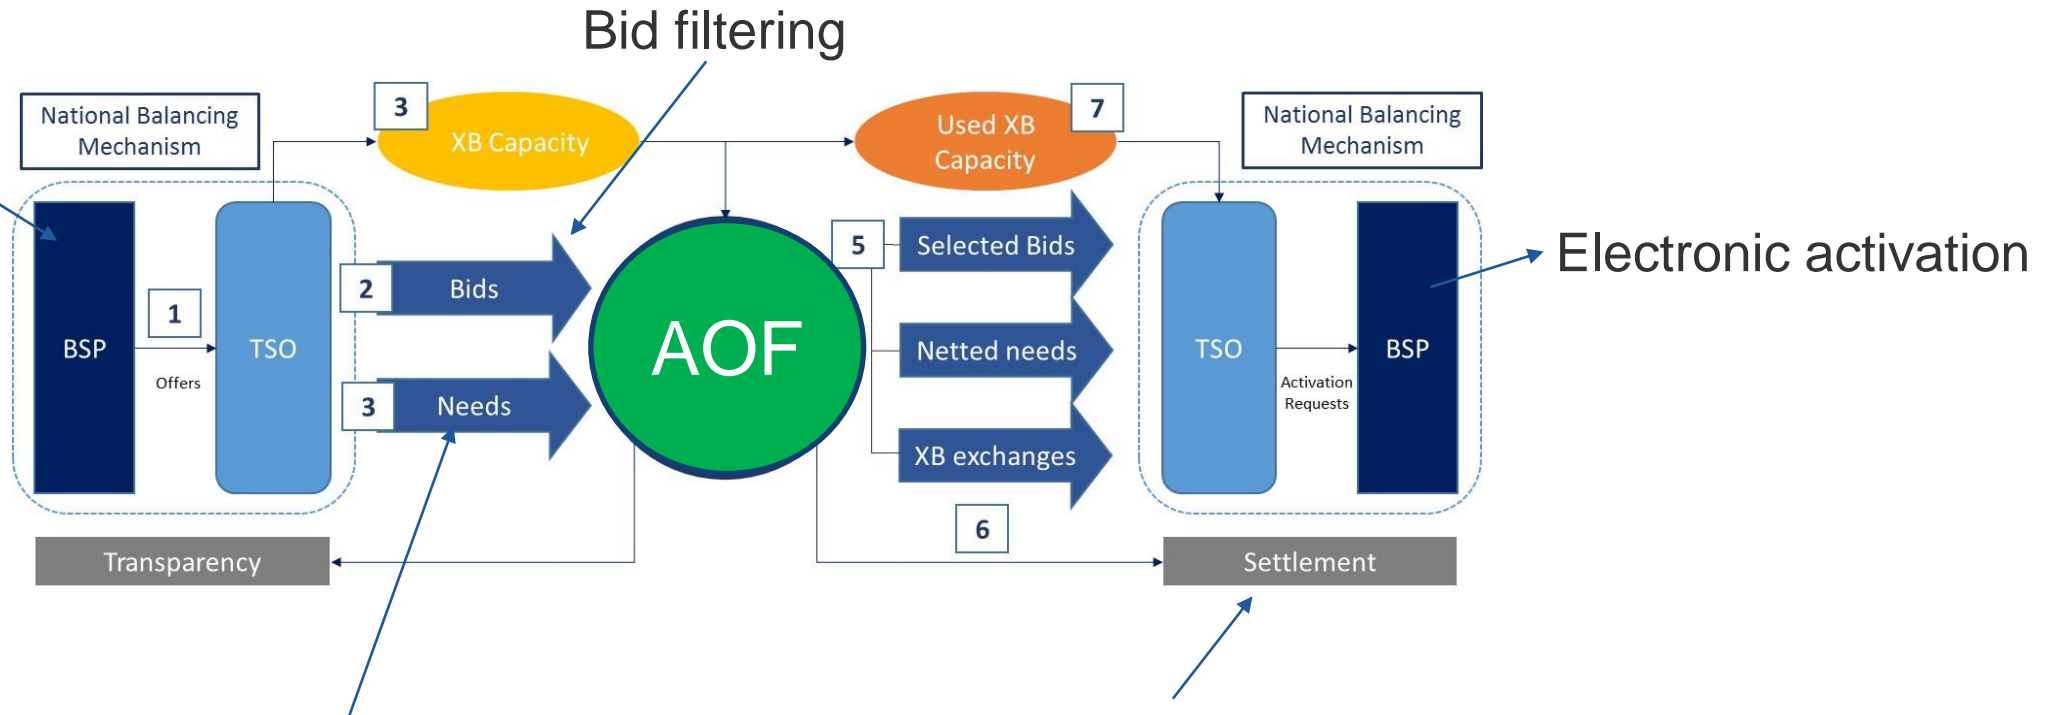 Bid filtering
National Balancing
Mechanism
3
XB Capacity
Used XB
Capacity
7
National Balancing
Mechanism
BSP
1
Offers
TSO
2
Bids
3
Needs
AOF
5
Selected Bids
Netted needs
XB exchanges
6
TSO
Activation
Requests
BSP
Electronic activation
Transparency
Settlement